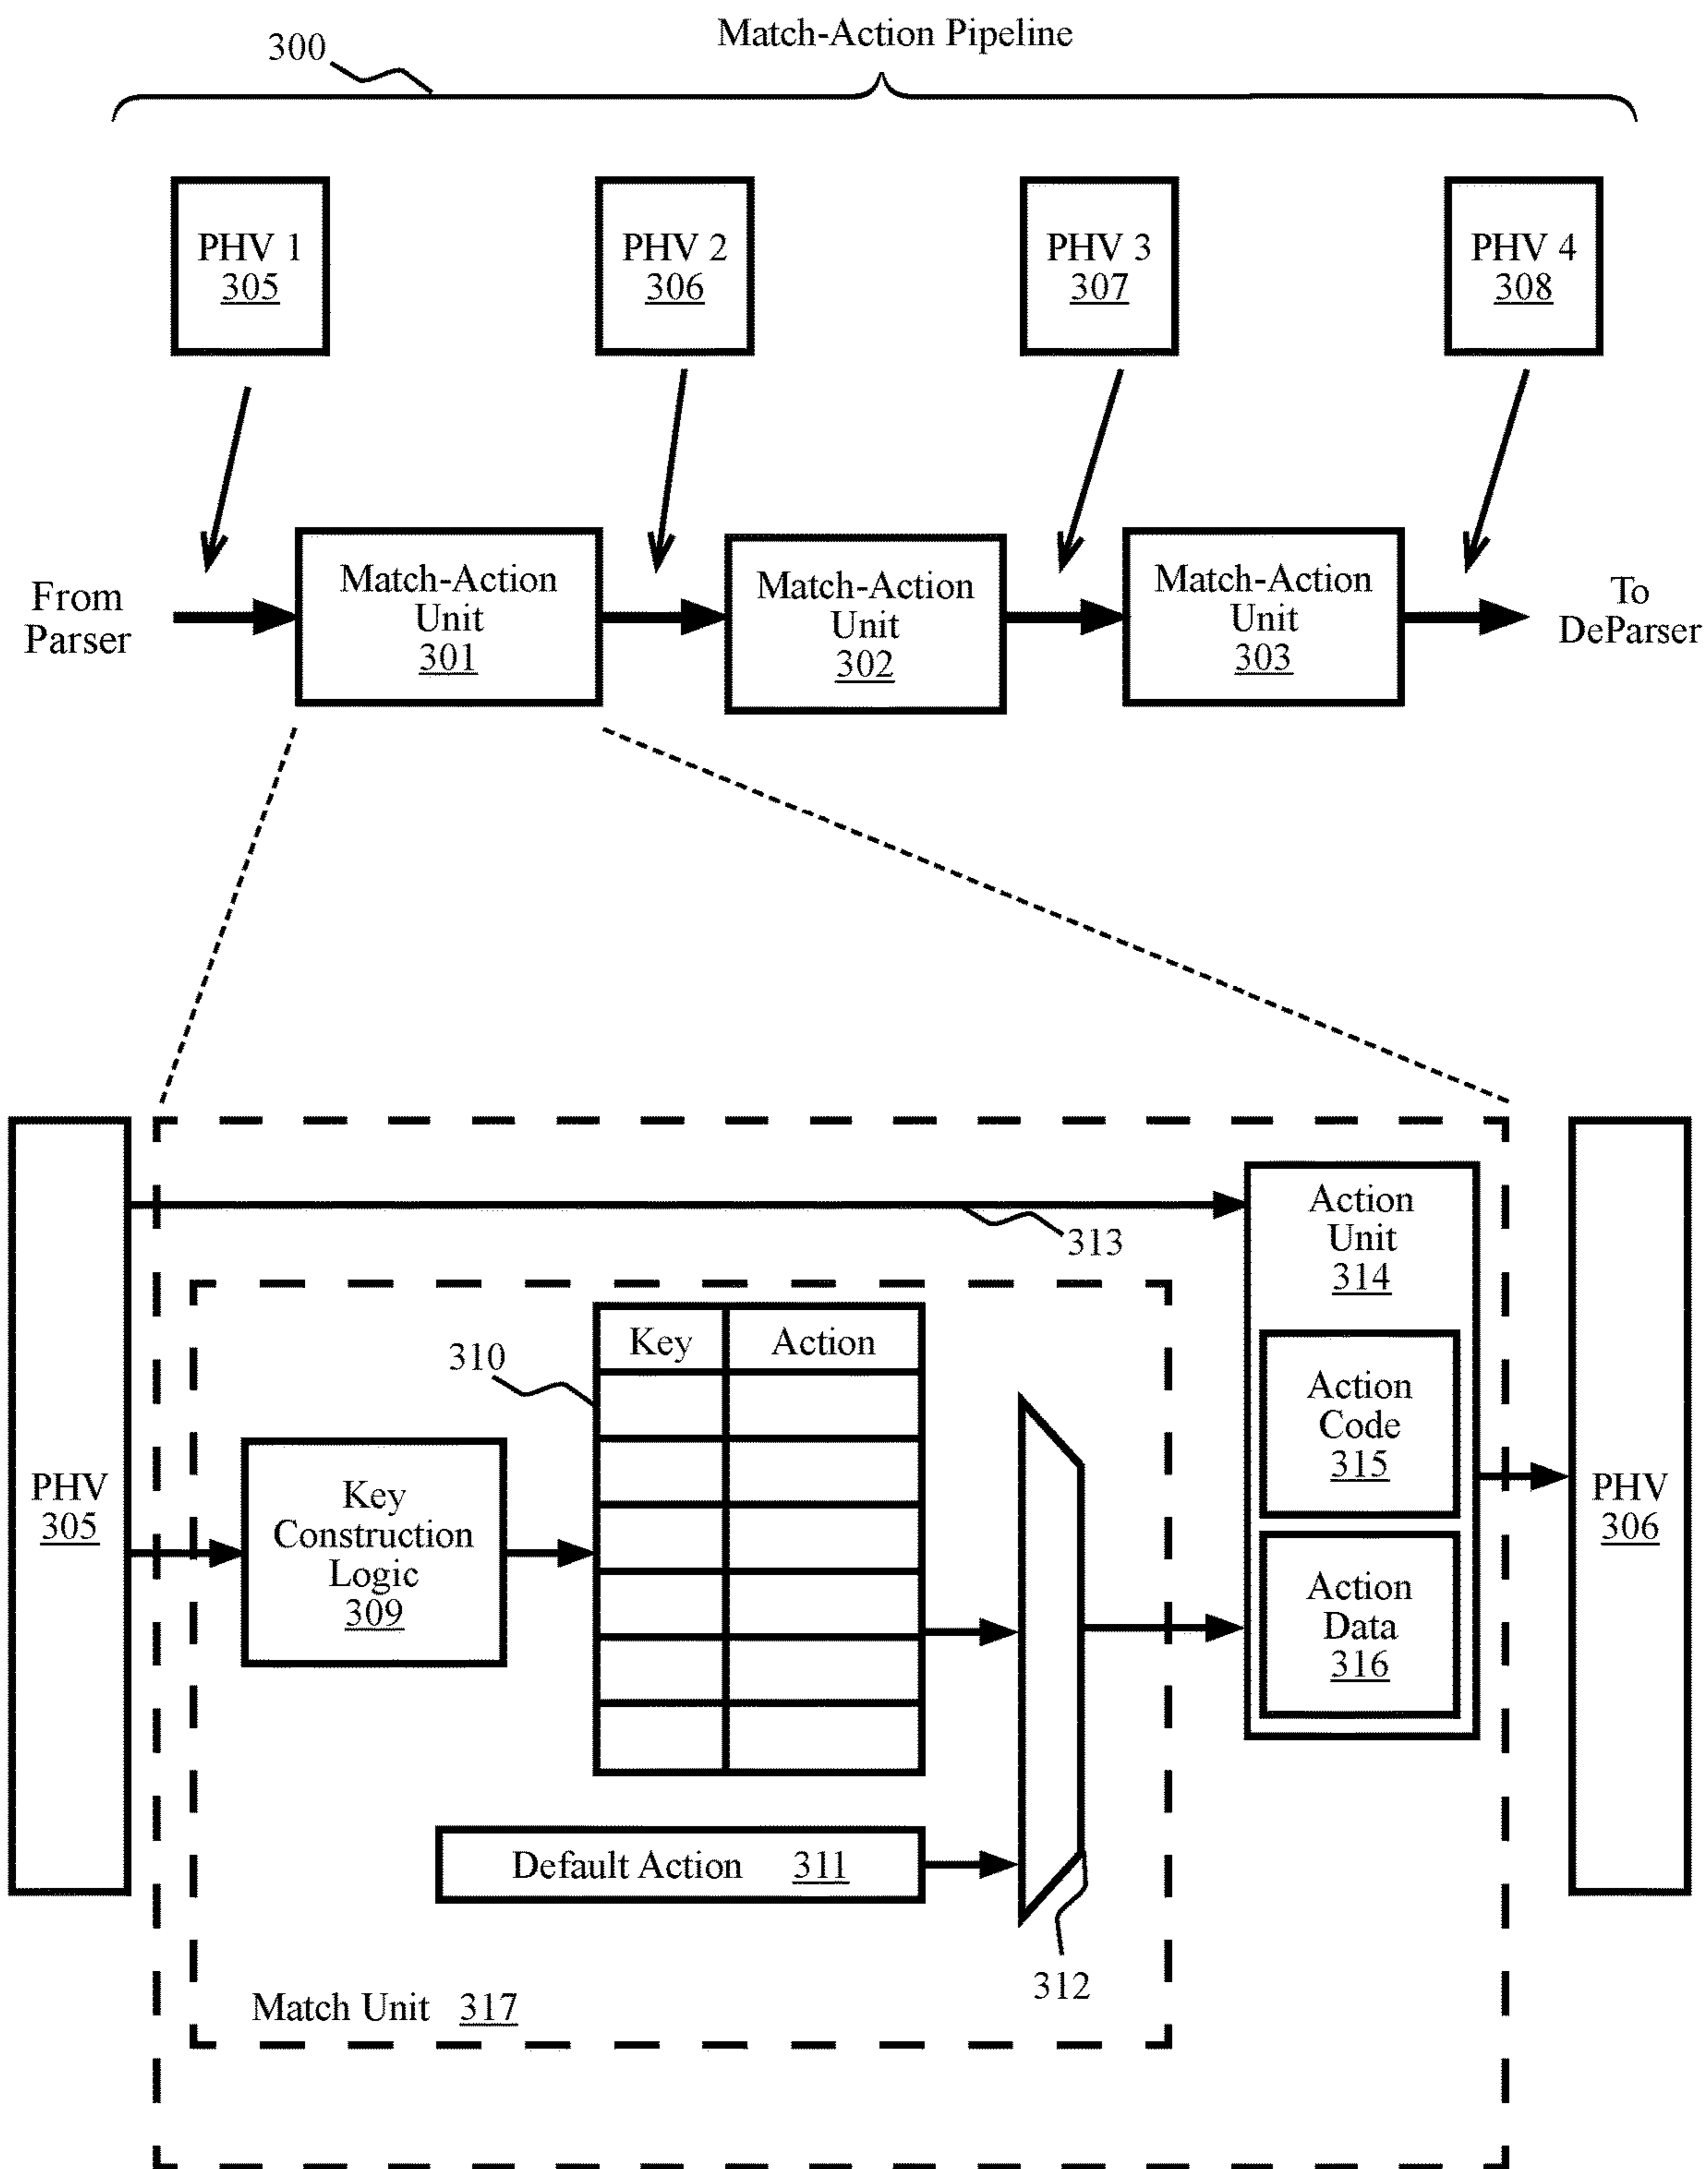 Match-Action Pipeline
300
PHV 1
305
PHV 2
306
PHV 3
307
PHV 4
308
From
Parser
Match-Action
Unit
301
Match-Action
Unit
302
Match-Action
Unit
303
To
DeParser
PHV
305
313
Action
Unit
314
310
Key
Action
Key
Construction
Logic
309
Action
Code
315
Action
Data
316
PHV
306
Default Action 311
312
Match Unit 317